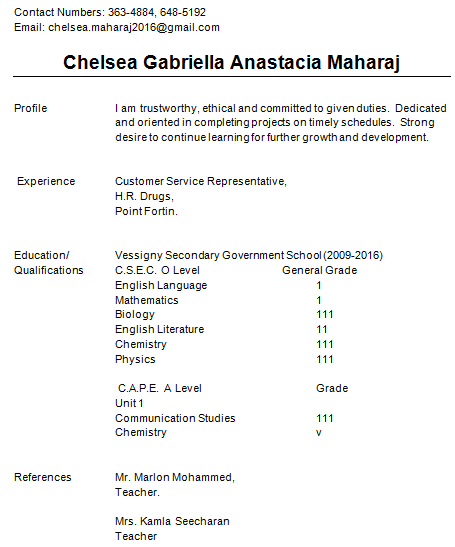 Contact Numbers: 363-4884, 648-5192
Email: chelsea.maharaj2016@gmail.com
Chelsea Gabriella Anastacia Maharaj
Profile I am trustworthy, ethical and committed to given duties. Dedicated
and oriented in completing projects on timely schedules. Strong
desire to continue learning for further growth and development.
Experience Customer Service Representative,
H.R. Drugs,
Point Fortin.
Education/ Vessigny Secondary Government School (2009-2016)
Qualifications C.S.E.C. O Level General Grade
English Language 1
Mathematics 1
Biology 111
English Literature 11
Chemistry 111
Physics 111
C.A.P.E. A Level Grade
Unit 1
Communication Studies 111
Chemistry v
References Mr. Marlon Mohammed,
Teacher.
Mrs. Kamla Seecharan
Teacher